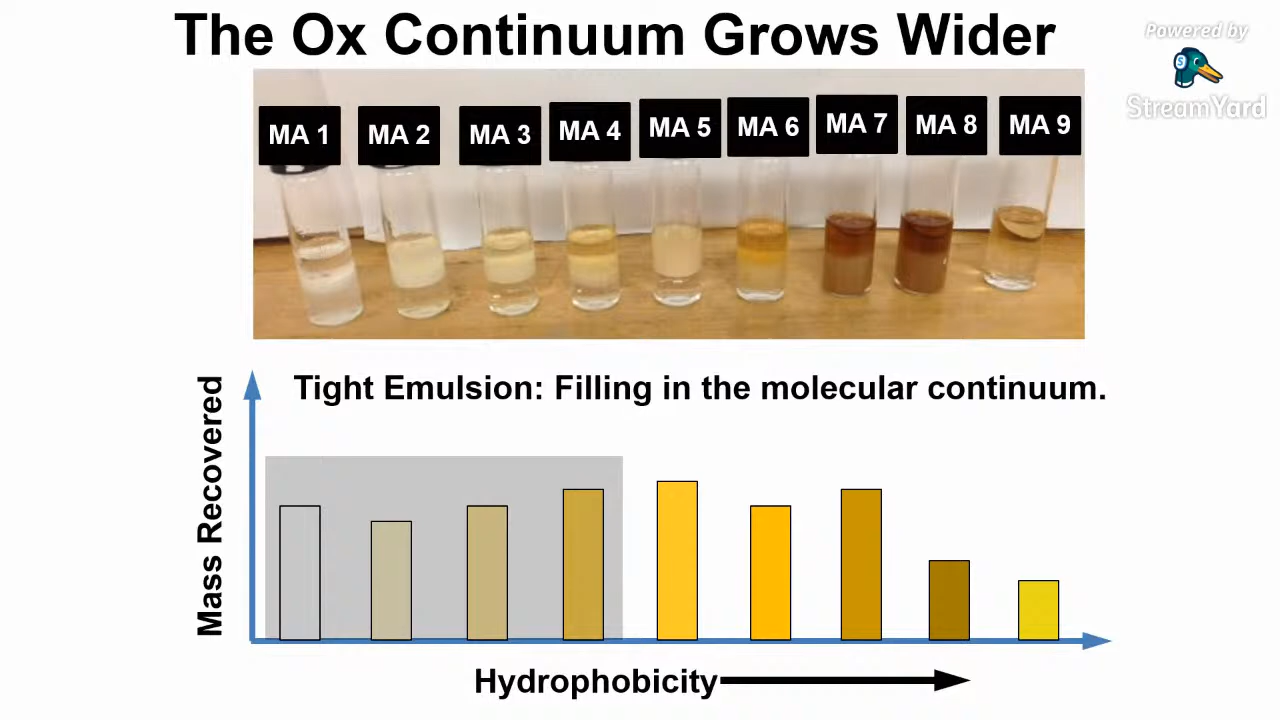 The Ox Continuum Grows Wider
Powered by
StreamYard
MA 1
MA 2
MA 3
MA 4
MA 5
MA 6
MA 7
MA 8
MA 9
Tight Emulsion: Filling in the molecular continuum.
Mass Recovered
Hydrophobicity